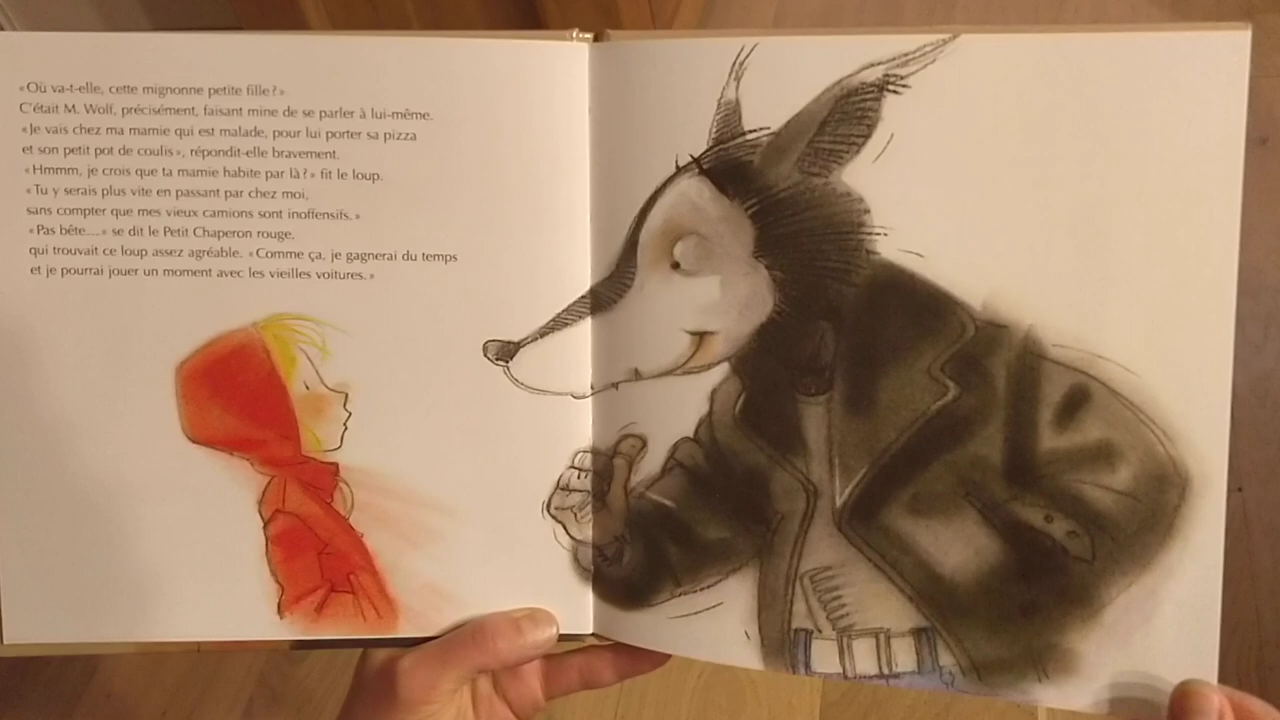 «Où va-t-elle, cette mignonne petite fille?»
C'était M. Wolf, précisément, faisant mine de se parler à lui-même.
«Je vais chez ma mamie qui est malade, pour lui porter sa pizza
et son petit pot de coulis», répondit-elle bravement.
«Hmmm, je crois que ta mamie habite par là?» fit le loup.
«Tu y serais plus vite en passant par chez moi,
sans compter que mes vieux camions sont inoffensifs.»
«Pas bête...» se dit le Petit Chaperon rouge,
qui trouvait ce loup assez agréable. «Comme ça, je gagnerai du temps
et je pourrai jouer un moment avec les vieilles voitures.»